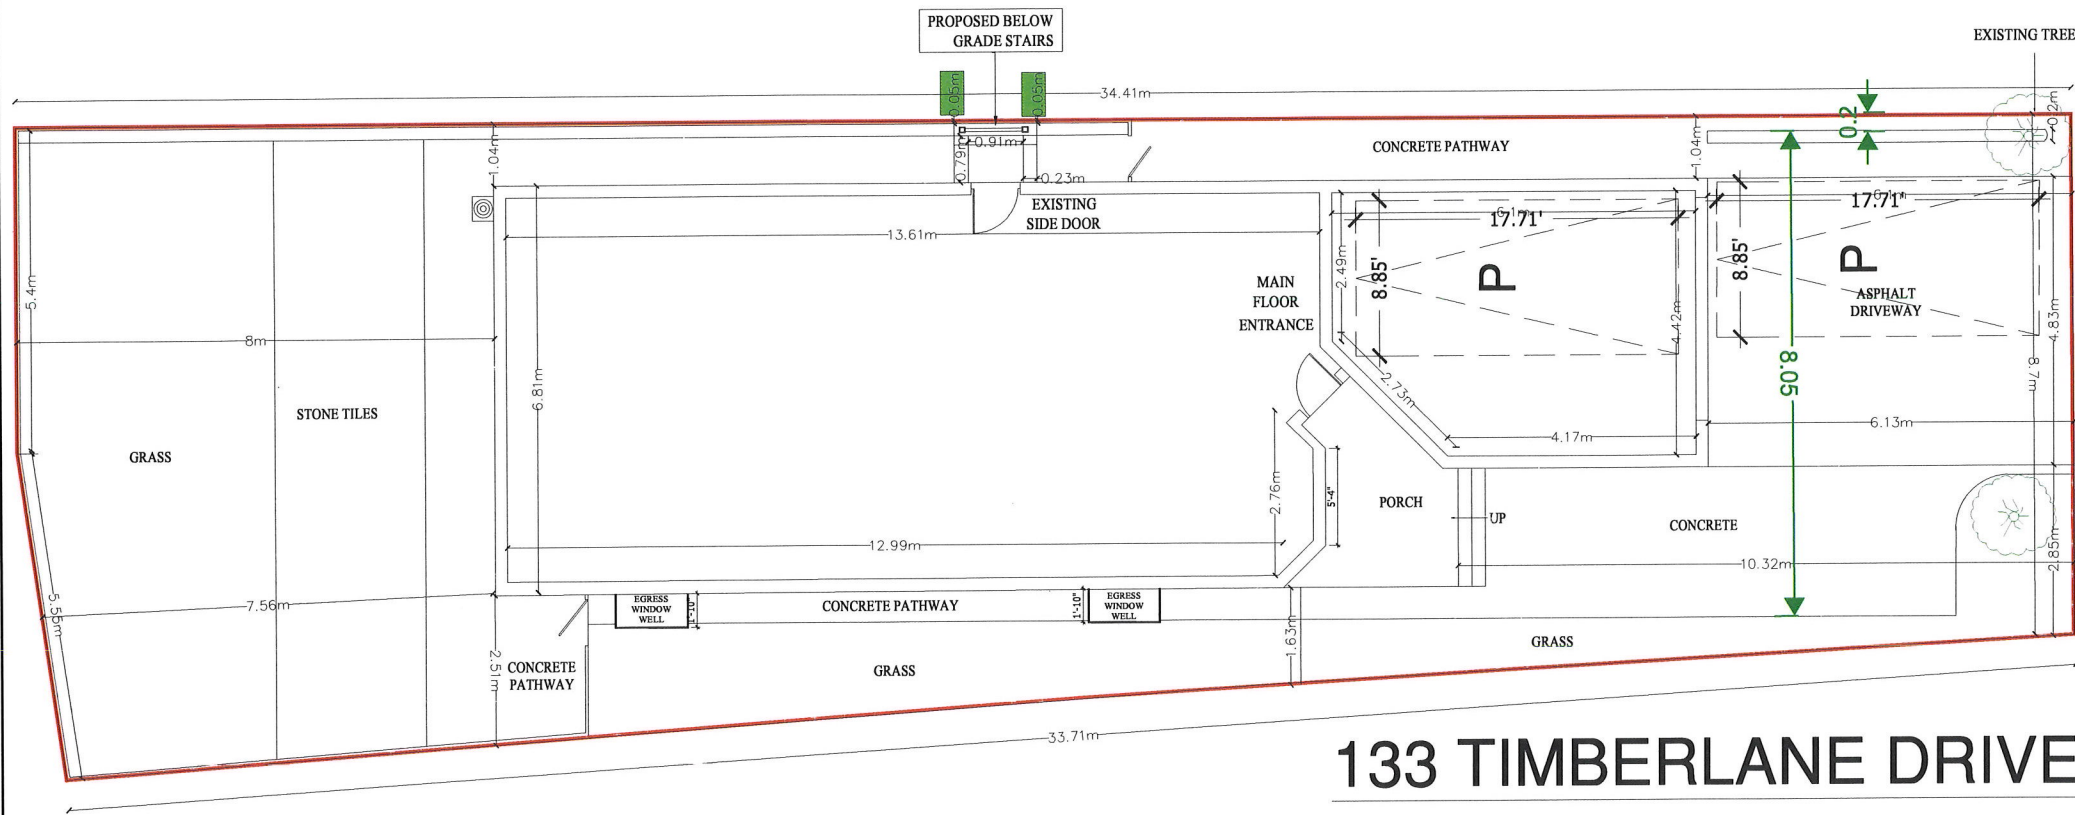 PROPOSED BELOW
GRADE STAIRS
EXISTING TREE
0.05m
0.05m
34.41m
0.2
0.2m
1.04m
0.79m
0.91m
CONCRETE PATHWAY
1.04m
0.23m
EXISTING
SIDE DOOR
13.61m
6.1m
17.71'
17.71'
5.4m
2.49m
8.85'
P
8.85'
P
MAIN
FLOOR
ENTRANCE
ASPHALT
DRIVEWAY
4.42m
4.83m
8m
8.05
8.7m
6.81m
2.73m
STONE TILES
GRASS
4.17m
6.13m
2.76m
5'-4"
PORCH
UP
CONCRETE
12.99m
10.32m
2.85m
5.55m
7.56m
EGRESS
WINDOW
WELL
1'-10"
CONCRETE PATHWAY
1'-10"
EGRESS
WINDOW
WELL
1.63m
GRASS
2.51m
CONCRETE
PATHWAY
GRASS
33.71m
133 TIMBERLANE DRIVE